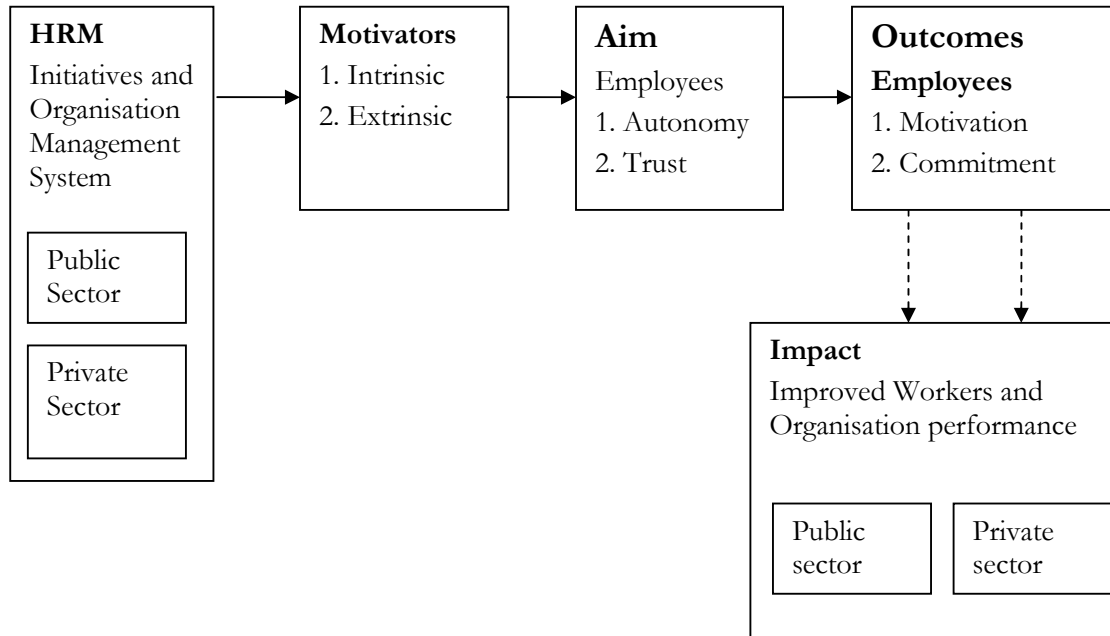 HRM
Initiatives and
Organisation
Management
System
Public
Sector
Private
Sector
Motivators
1. Intrinsic
2. Extrinsic
Aim
Employees
1. Autonomy
2. Trust
Outcomes
Employees
1. Motivation
2. Commitment
Impact
Improved Workers and
Organisation performance
Public
sector
Private
sector